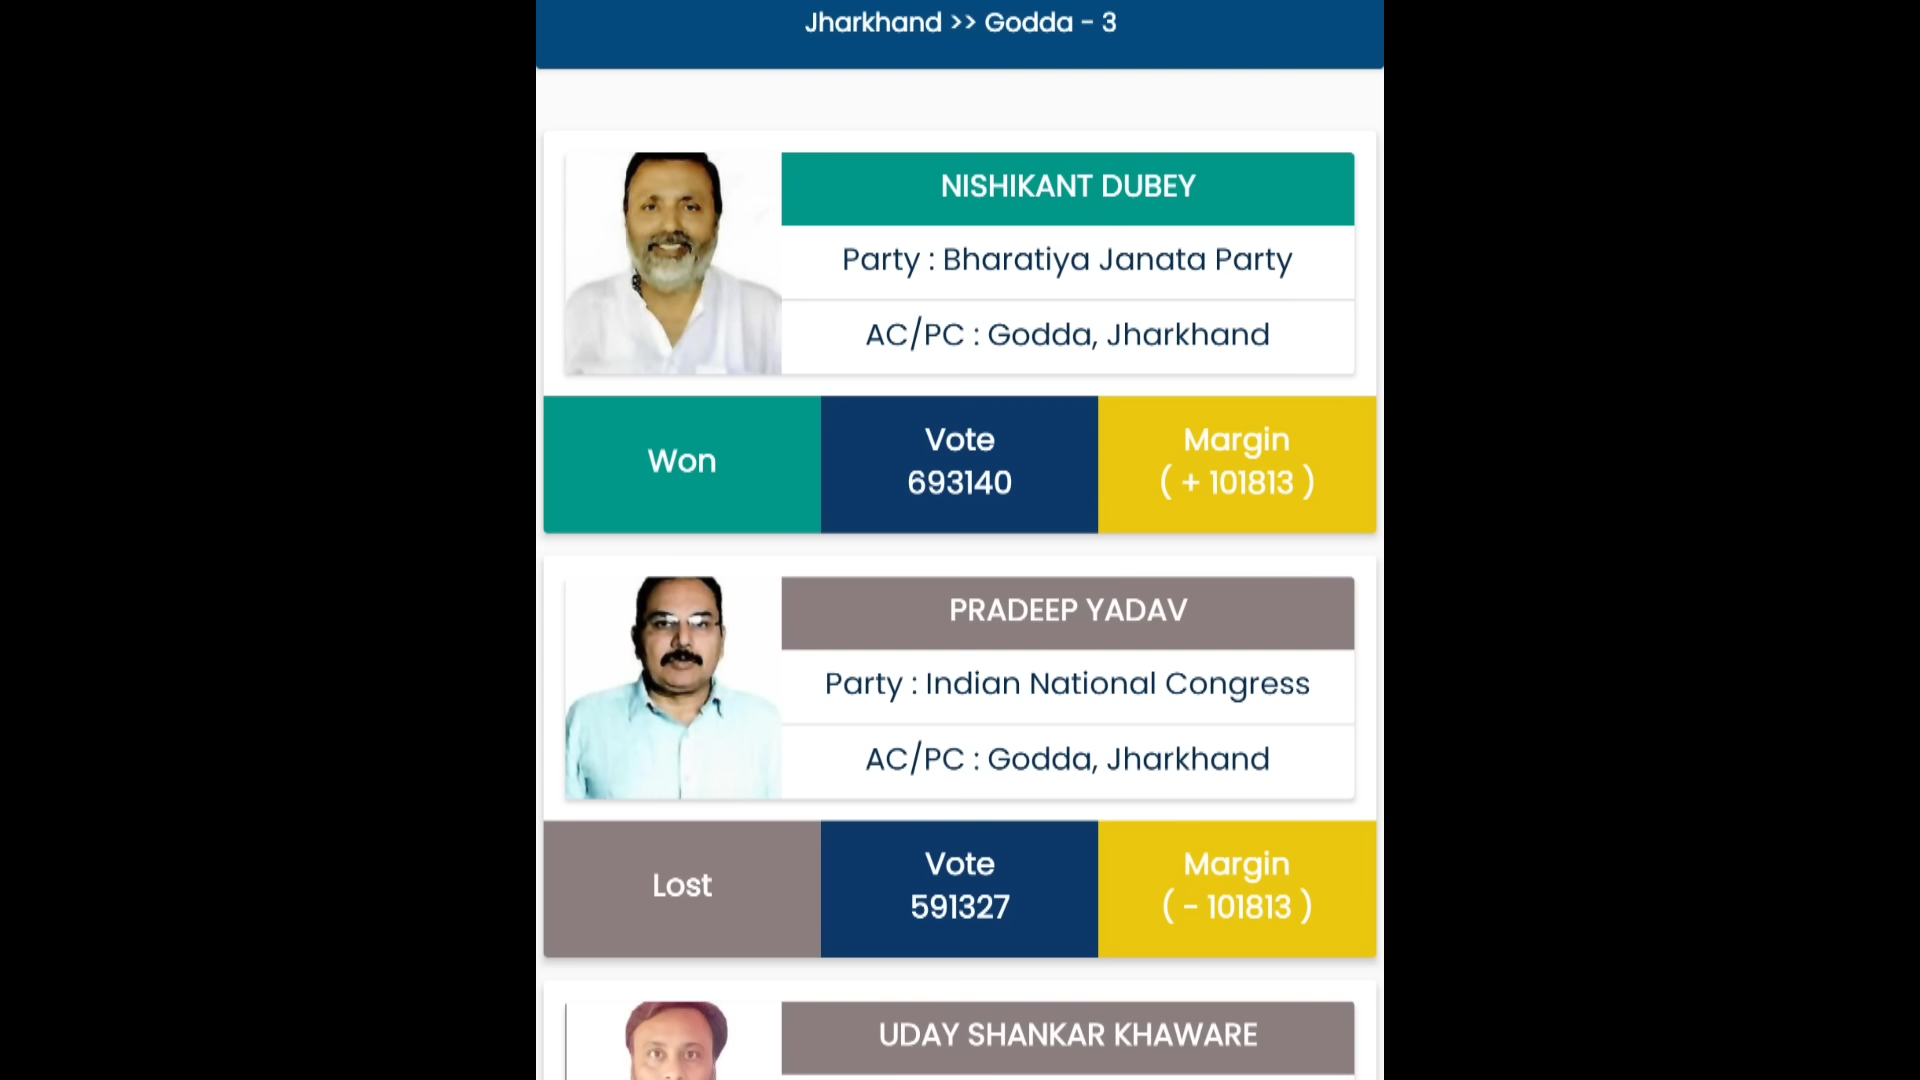 Jharkhand >> Godda - 3
NISHIKANT DUBEY
Party : Bharatiya Janata Party
AC/PC : Godda, Jharkhand
Won
Vote
693140
Margin
( + 101813 )
PRADEEP YADAV
Party : Indian National Congress
AC/PC : Godda, Jharkhand
Lost
Vote
591327
Margin
( - 101813 )
UDAY SHANKAR KHAWARE